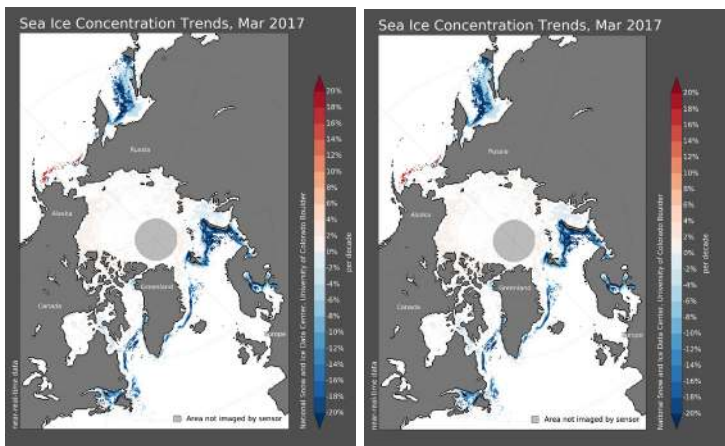 Sea Ice Concentration Trends, Mar 2017
Russia
Alaska
Canada
Greenland
Europe
near-real-time data
Area not imaged by sensor
National Snow and Ice Data Center, University of Colorado Boulder
20%
18%
16%
14%
12%
10%
8%
6%
4%
2%
0%
-2%
-4%
-6%
-8%
-10%
-12%
-14%
-16%
-18%
-20%
per decade
Sea Ice Concentration Trends, Mar 2017
Russia
Alaska
Canada
Greenland
Europe
near-real-time data
Area not imaged by sensor
National Snow and Ice Data Center, University of Colorado Boulder
20%
18%
16%
14%
12%
10%
8%
6%
4%
2%
0%
-2%
-4%
-6%
-8%
-10%
-12%
-14%
-16%
-18%
-20%
per decade